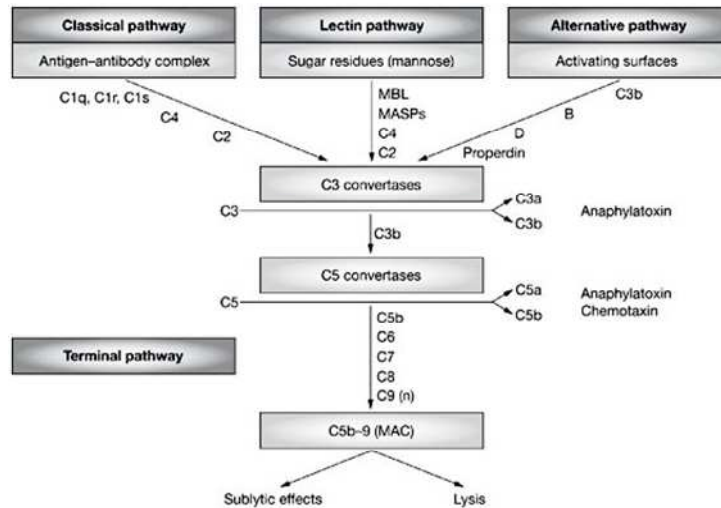 Classical pathway
Antigen–antibody complex
Lectin pathway
Sugar residues (mannose)
Alternative pathway
Activating surfaces
C1q, C1r, C1s
C4
C2
MBL
MASPs
C4
C2
C3b
B
D
Properdin
C3 convertases
C3
C3a
C3b
Anaphylatoxin
C3b
C5 convertases
C5
C5a
C5b
Anaphylatoxin
Chemotaxin
C5b
C6
C7
C8
C9 (n)
Terminal pathway
C5b–9 (MAC)
Sublytic effects
Lysis